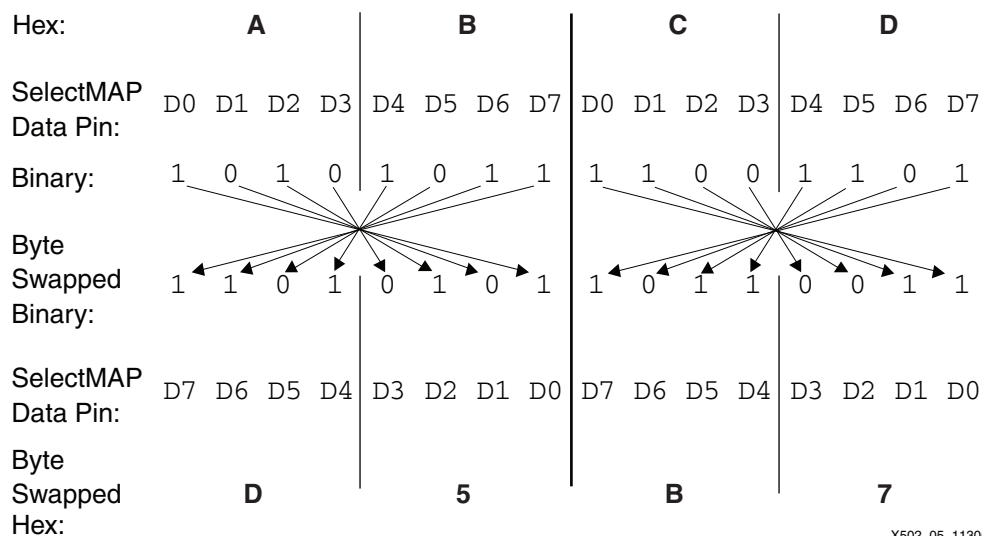 Hex: A B C D
SelectMAP D0 D1 D2 D3 D4 D5 D6 D7 D0 D1 D2 D3 D4 D5 D6 D7
Data Pin:
Binary: 1 0 1 0 1 0 1 1 1 1 0 0 1 1 0 1
Byte
Swapped 1 1 0 1 0 1 0 1 1 0 1 1 0 0 1 1
Binary:
SelectMAP D7 D6 D5 D4 D3 D2 D1 D0 D7 D6 D5 D4 D3 D2 D1 D0
Data Pin:
Byte
Swapped D 5 B 7
Hex: